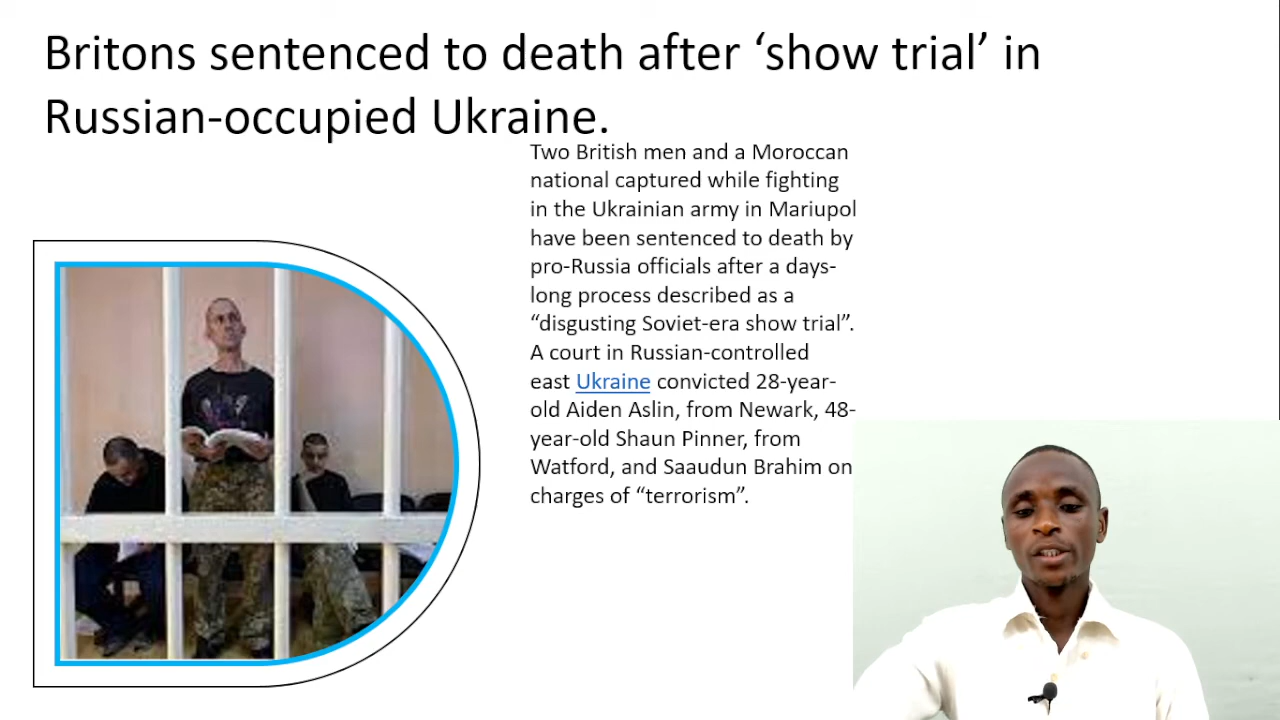 Britons sentenced to death after ‘show trial’ in
Russian-occupied Ukraine.
Two British men and a Moroccan
national captured while fighting
in the Ukrainian army in Mariupol
have been sentenced to death by
pro-Russia officials after a days-
long process described as a
“disgusting Soviet-era show trial”.
A court in Russian-controlled
east Ukraine convicted 28-year-
old Aiden Aslin, from Newark, 48-
year-old Shaun Pinner, from
Watford, and Saaudun Brahim on
charges of “terrorism”.